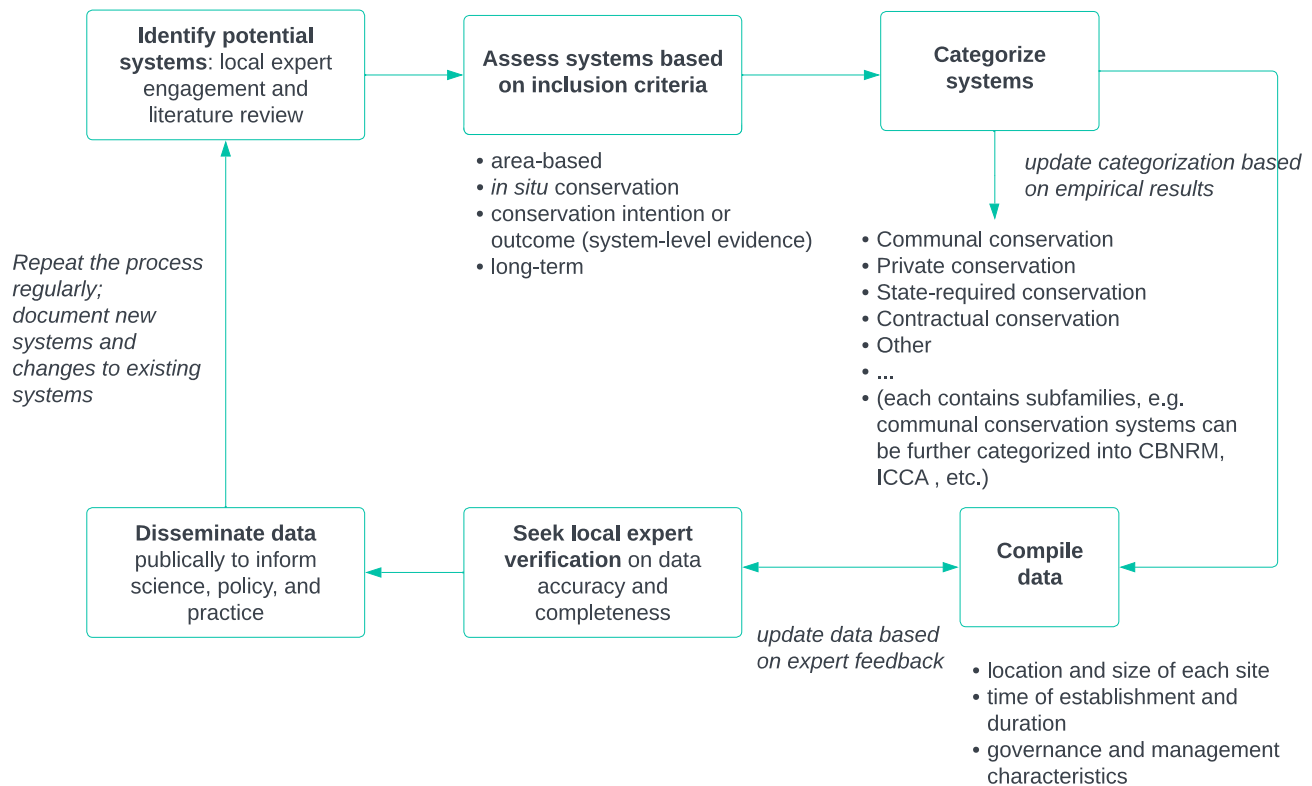 Identify potential
systems: local expert
engagement and
literature review
Assess systems based
on inclusion criteria
• area-based
• in situ conservation
• conservation intention or
outcome (system-level evidence)
• long-term
Categorize
systems
update categorization based
on empirical results
• Communal conservation
• Private conservation
• State-required conservation
• Contractual conservation
• Other
• ...
• (each contains subfamilies, e.g.
communal conservation systems can
be further categorized into CBNRM,
ICCA , etc.)
Repeat the process
regularly;
document new
systems and
changes to existing
systems
Disseminate data
publically to inform
science, policy, and
practice
Seek local expert
verification on data
accuracy and
completeness
update data based
on expert feedback
Compile
data
• location and size of each site
• time of establishment and
duration
• governance and management
characteristics